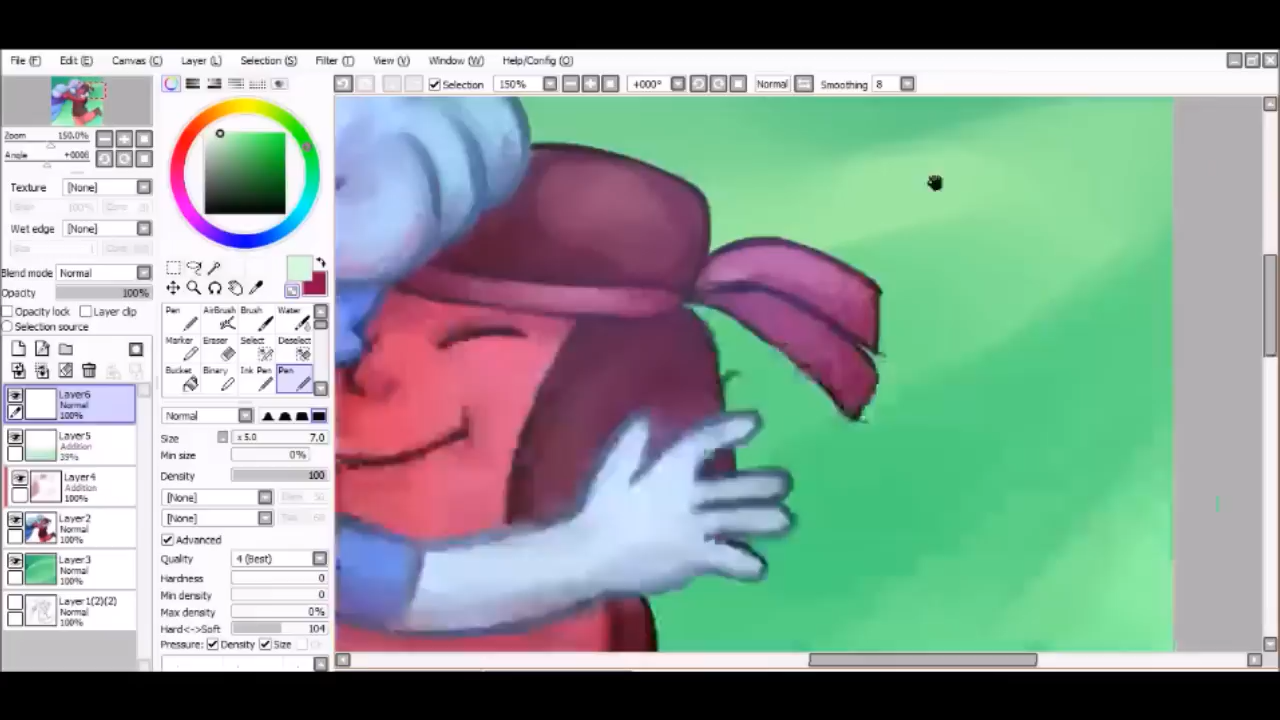 File (F) Edit (E) Canvas (C) Layer (L) Selection (S) Filter (T) View (V) Window (W) Help/Config (O)
Selection 150% +000° Normal Smoothing 8
Zoom 150.0%
Angle +000
Texture [None]
Wet edge [None]
Blend mode Normal
Opacity 100%
Opacity lock Layer clip
Selection source
Layer6
Normal
100%
Layer5
Addition
39%
Layer4
Addition
100%
Layer2
Normal
100%
Layer3
Normal
100%
Layer1(2)(2)
Normal
100%
Pen AirBrush Brush Water
Marker Eraser Select Deselect
Bucket Binary Ink Pen Pen
Normal
Size x 5.0 7.0
Min size 0%
Density 100
[None]
[None]
Advanced
Quality 4 (Best)
Hardness 0
Min density 0
Max density 0%
Hard<->Soft 104
Pressure: Density Size